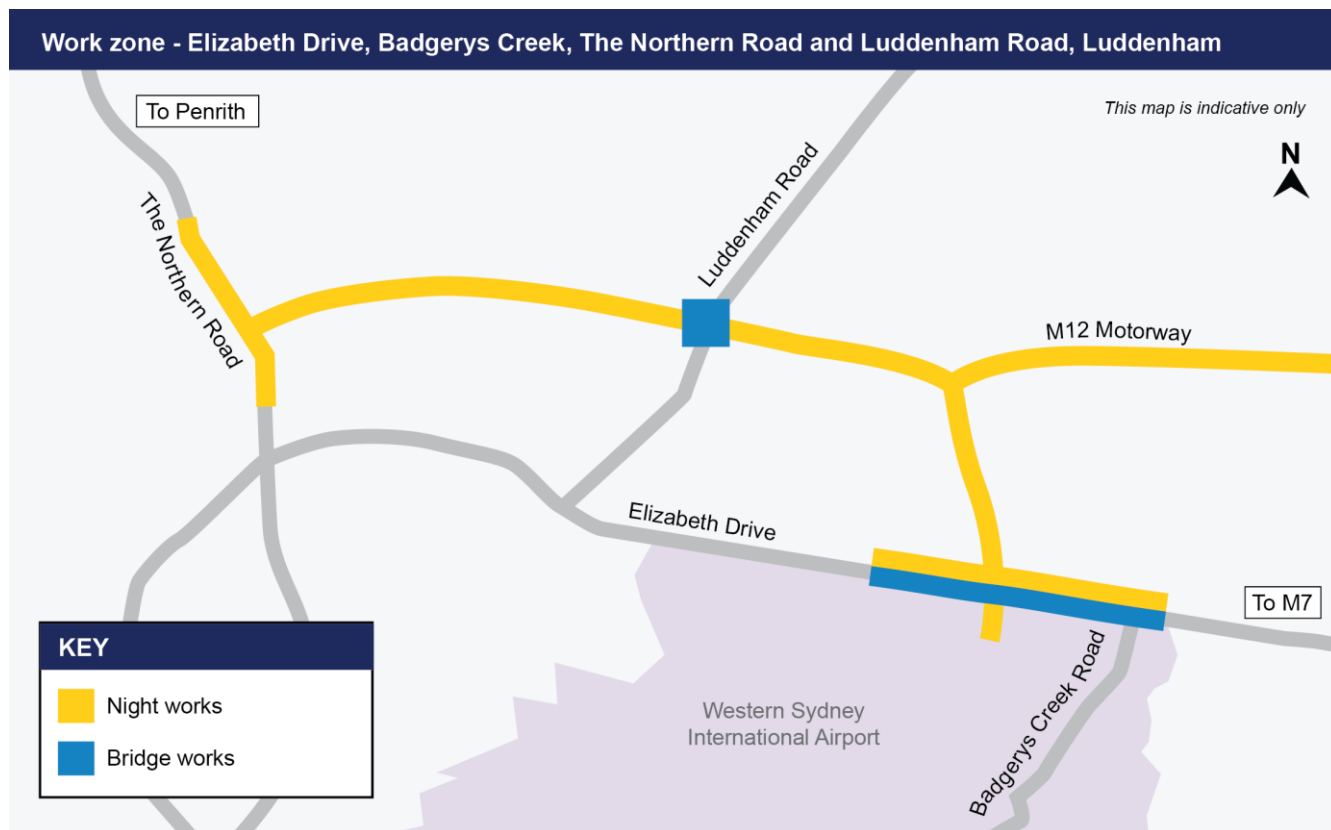 Work zone - Elizabeth Drive, Badgerys Creek, The Northern Road and Luddenham Road, Luddenham
To Penrith
This map is indicative only
N
Luddenham Road
The Northern Road
M12 Motorway
Elizabeth Drive
To M7
KEY
Night works
Bridge works
Western Sydney
International Airport
Badgerys Creek Road